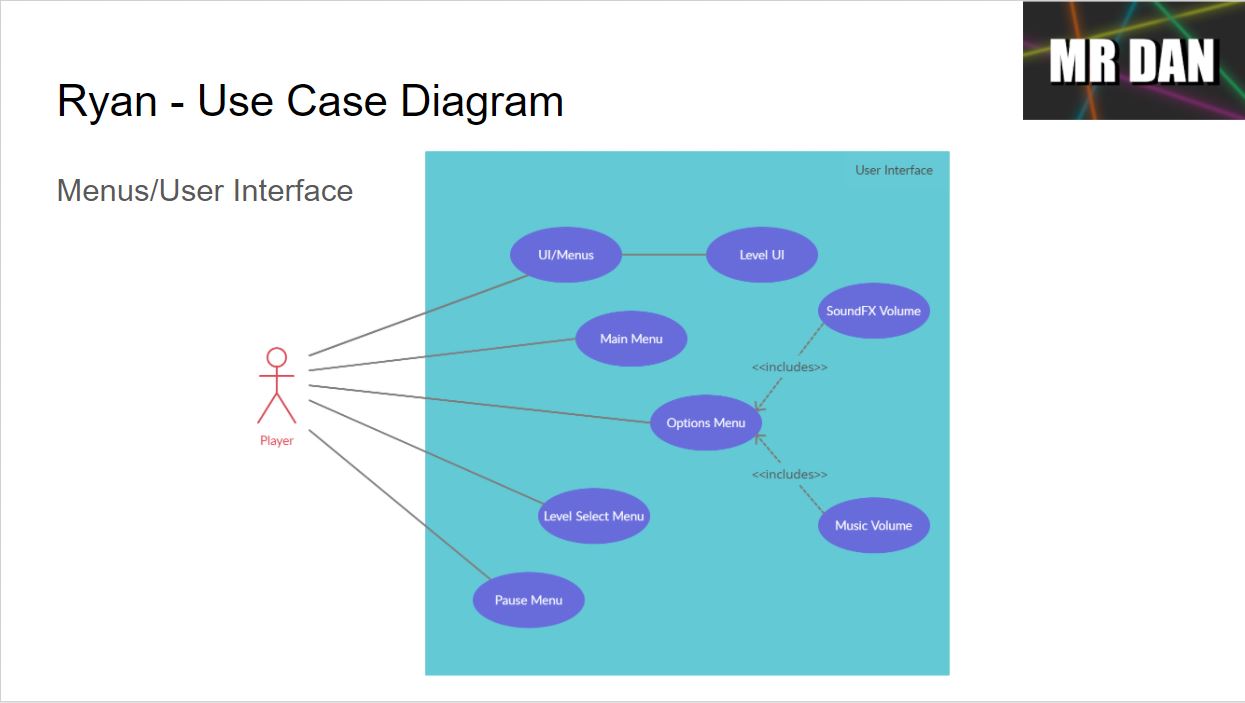 MR DAN
Ryan - Use Case Diagram
Menus/User Interface
User Interface
UI/Menus
Level UI
SoundFX Volume
Main Menu
<<includes>>
Options Menu
Player
<<includes>>
Level Select Menu
Music Volume
Pause Menu